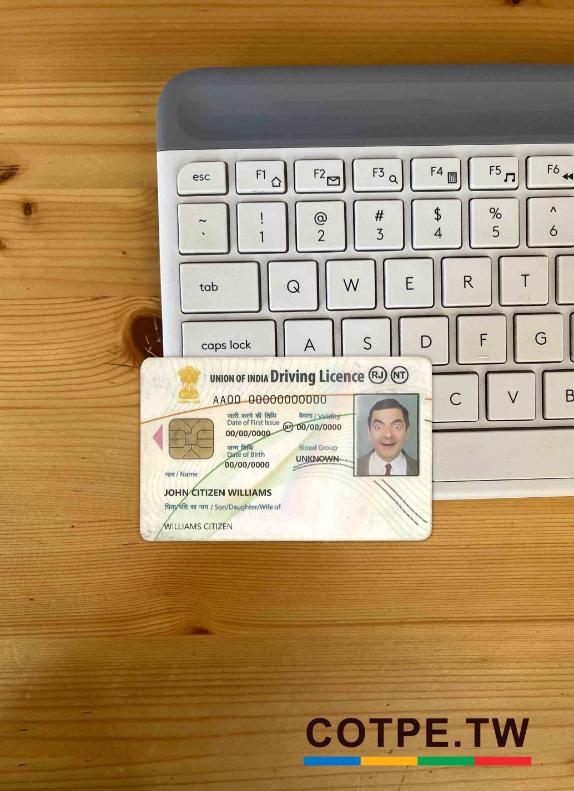 esc F1 F2 F3 F4 F5 F6
~ ! @ # $ % ^
` 1 2 3 4 5 6
tab Q W E R T
caps lock A S D F G
C V B
UNION OF INDIA Driving Licence RJ NT
AA00 00000000000
जारी करने की तिथि वैधता / Validity
Date of First Issue NT 00/00/0000
00/00/0000
जन्म तिथि Blood Group
Date of Birth UNKNOWN
00/00/0000
नाम / Name
JOHN CITIZEN WILLIAMS
/ Son/Daughter/Wife of
WILLIAMS CITIZEN
COTPE.TW